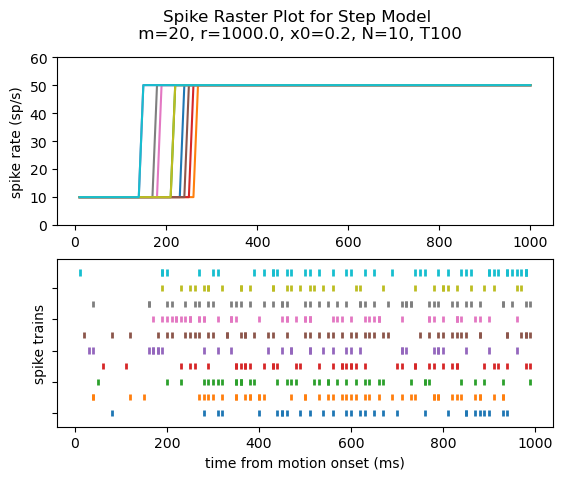 Spike Raster Plot for Step Model
m=20, r=1000.0, x0=0.2, N=10, T100
spike rate (sp/s)
60
50
40
30
20
10
0
0 200 400 600 800 1000
spike trains
0 200 400 600 800 1000
time from motion onset (ms)